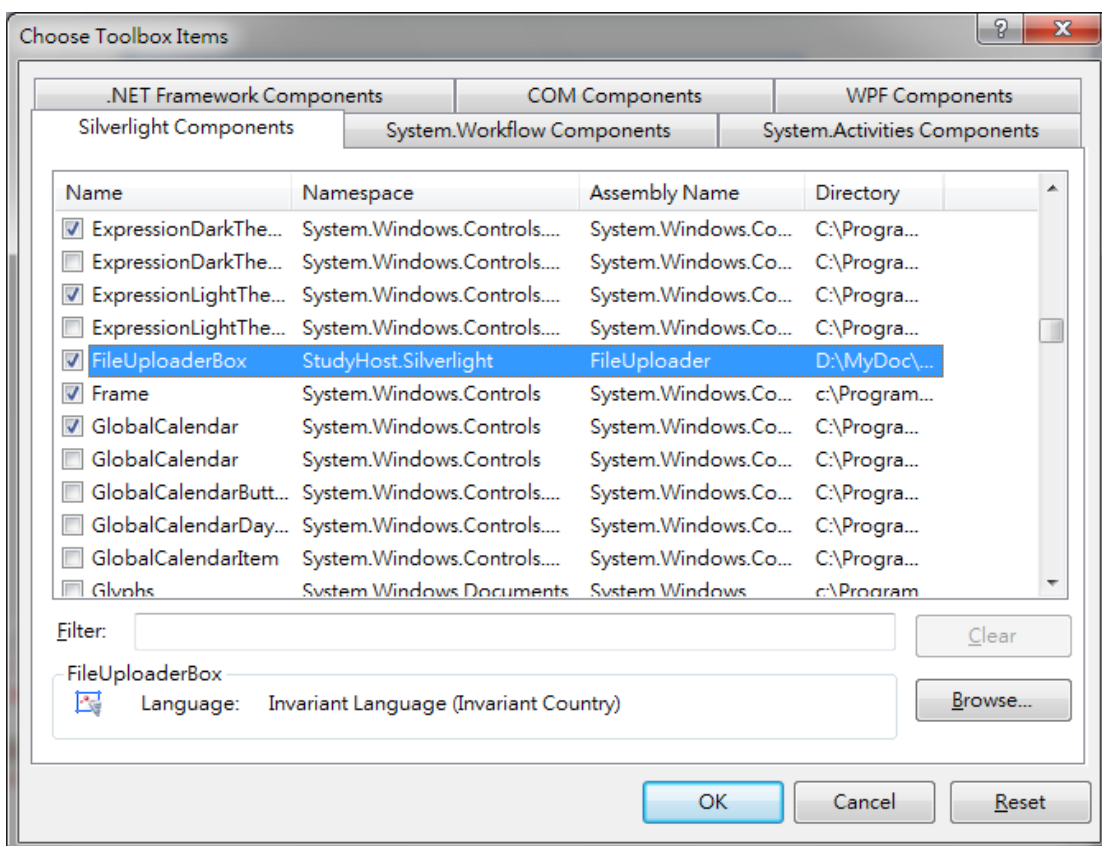 Choose Toolbox Items
.NET Framework Components COM Components WPF Components
Silverlight Components System.Workflow Components System.Activities Components
Name Namespace Assembly Name Directory
ExpressionDarkThe... System.Windows.Controls.... System.Windows.Co... C:\Progra...
ExpressionDarkThe... System.Windows.Controls.... System.Windows.Co... C:\Progra...
ExpressionLightThe... System.Windows.Controls.... System.Windows.Co... C:\Progra...
ExpressionLightThe... System.Windows.Controls.... System.Windows.Co... C:\Progra...
FileUploaderBox StudyHost.Silverlight FileUploader D:\MyDoc\...
Frame System.Windows.Controls System.Windows.Co... c:\Program...
GlobalCalendar System.Windows.Controls System.Windows.Co... C:\Progra...
GlobalCalendar System.Windows.Controls System.Windows.Co... C:\Progra...
GlobalCalendarButt... System.Windows.Controls.... System.Windows.Co... C:\Progra...
GlobalCalendarDay... System.Windows.Controls.... System.Windows.Co... C:\Progra...
GlobalCalendarItem System.Windows.Controls.... System.Windows.Co... C:\Progra...
Glyphs System.Windows.Documents System.Windows c:\Program
Filter: Clear
FileUploaderBox
Language: Invariant Language (Invariant Country) Browse...
OK Cancel Reset